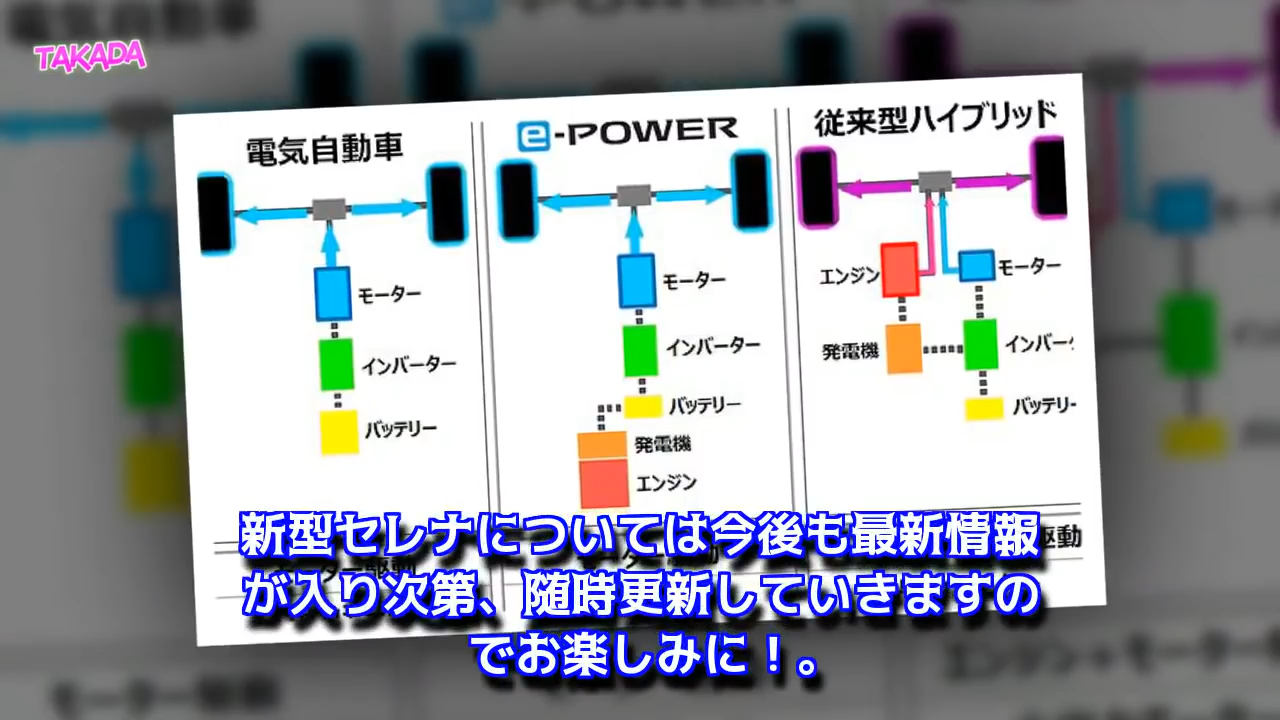 TAKADA
電気自動車
e-POWER
従来型ハイブリッド
モーター
インバーター
バッテリー
モーター
インバーター
バッテリー
発電機
エンジン
エンジン
モーター
発電機
インバー
バッテリ
駆動
新型セレナについては今後も最新情報
が入り次第、随時更新していきますの
でお楽しみに！。